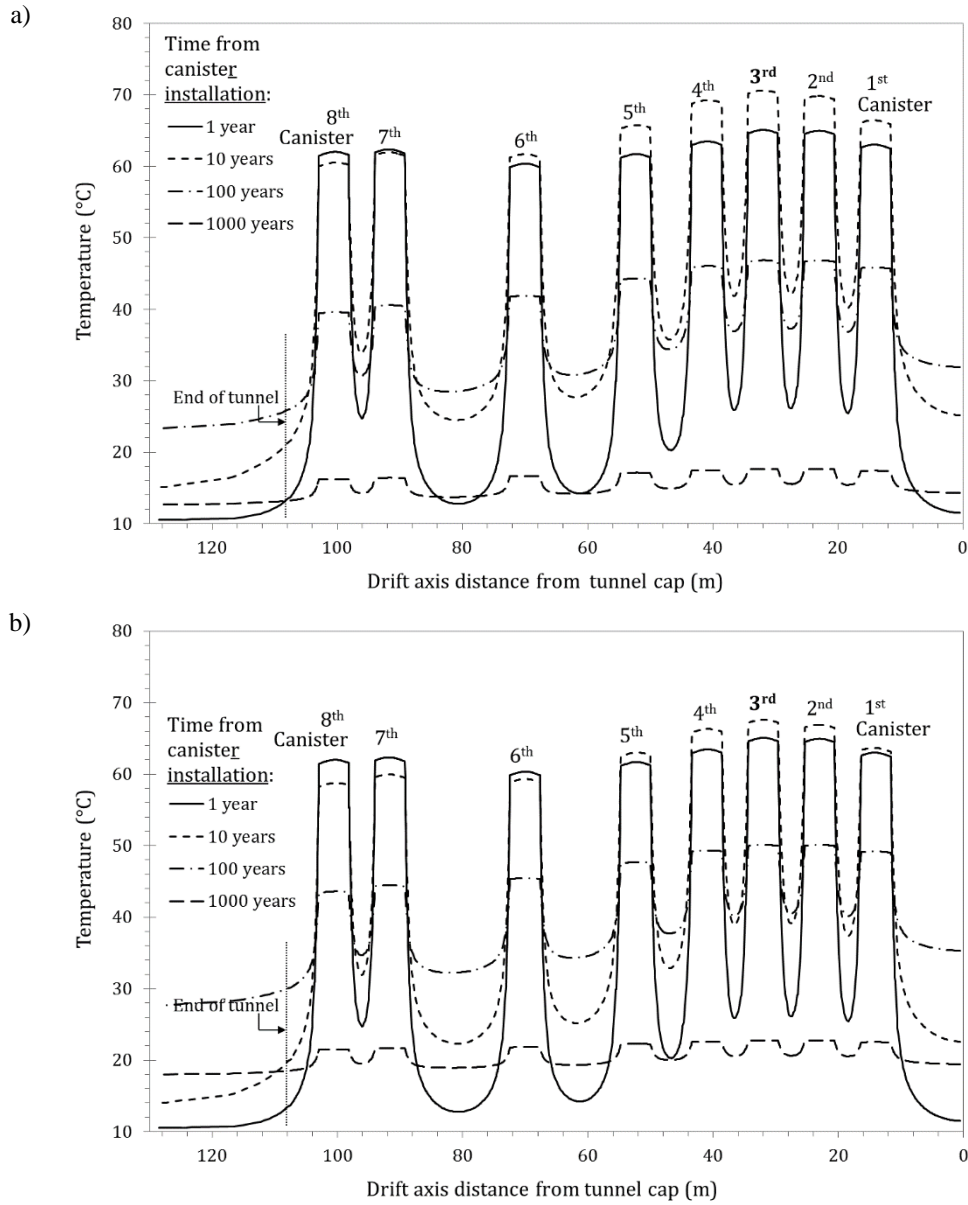 a)
80
70
60
50
40
30
20
10
Temperature (°C)
Time from
canister
installation:
1 year
10 years
100 years
1000 years
8th
Canister
7th
6th
5th
4th
3rd
2nd
1st
Canister
End of tunnel
120 100 80 60 40 20 0
Drift axis distance from tunnel cap (m)
b)
80
70
60
50
40
30
20
10
Temperature (°C)
Time from
canister
installation:
1 year
10 years
100 years
1000 years
8th
Canister
7th
6th
5th
4th
3rd
2nd
1st
Canister
End of tunnel
120 100 80 60 40 20 0
Drift axis distance from tunnel cap (m)